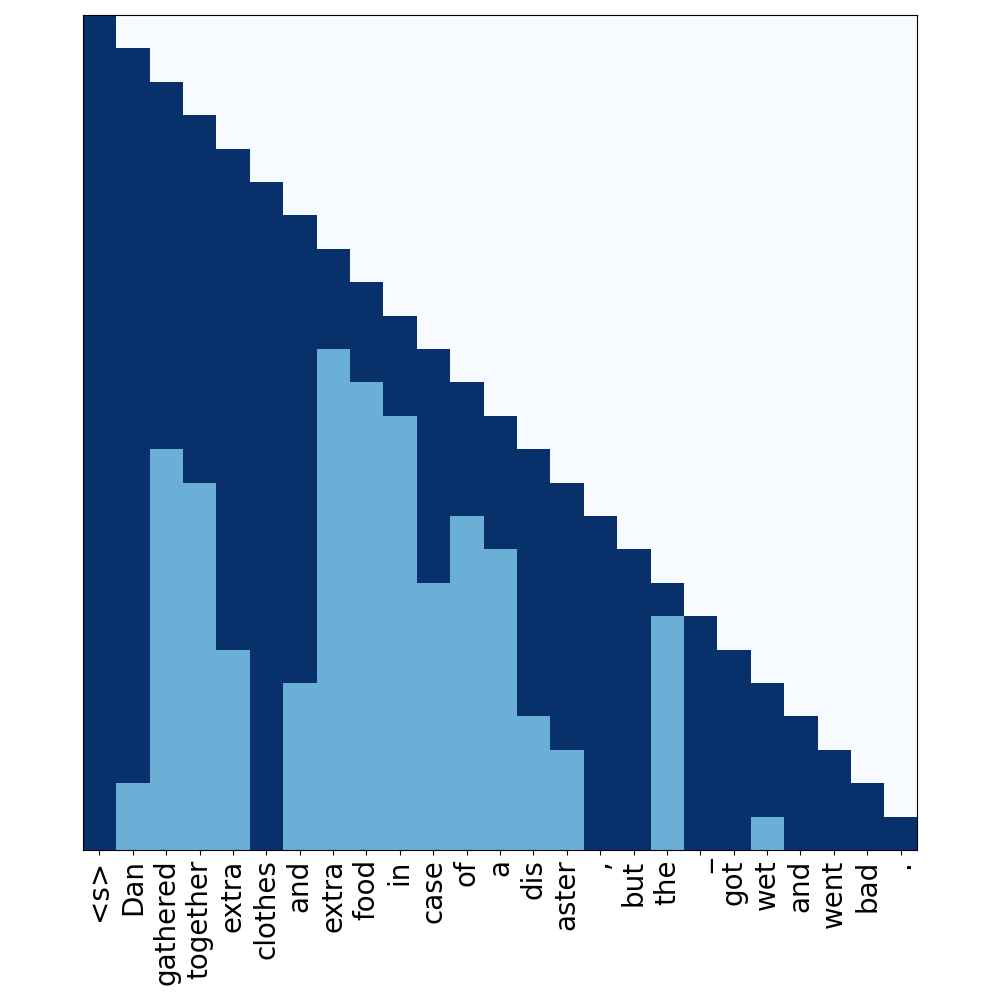 <s> Dan gathered together extra clothes and extra food in case of a dis aster , but the _ got wet and went bad .